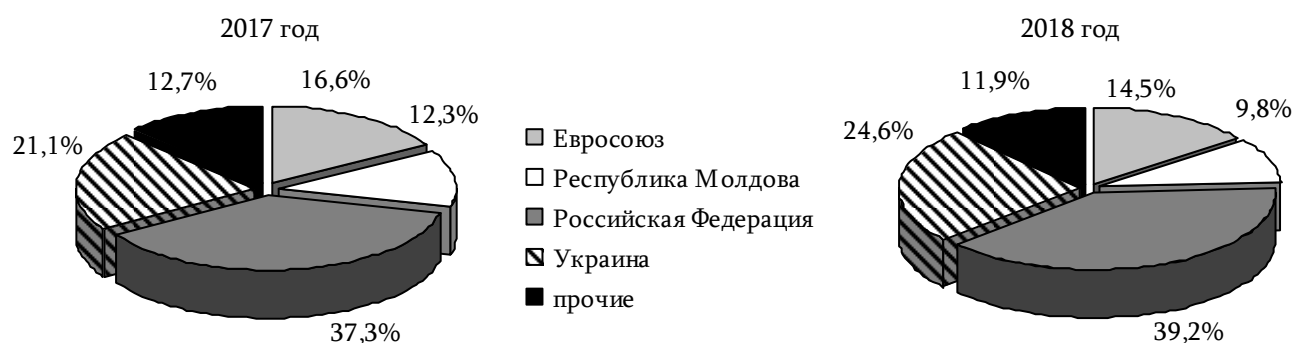 2017 год
2018 год
12,7%
16,6%
12,3%
21,1%
37,3%
Евросоюз
Республика Молдова
Российская Федерация
Украина
прочие
11,9%
14,5%
9,8%
24,6%
39,2%